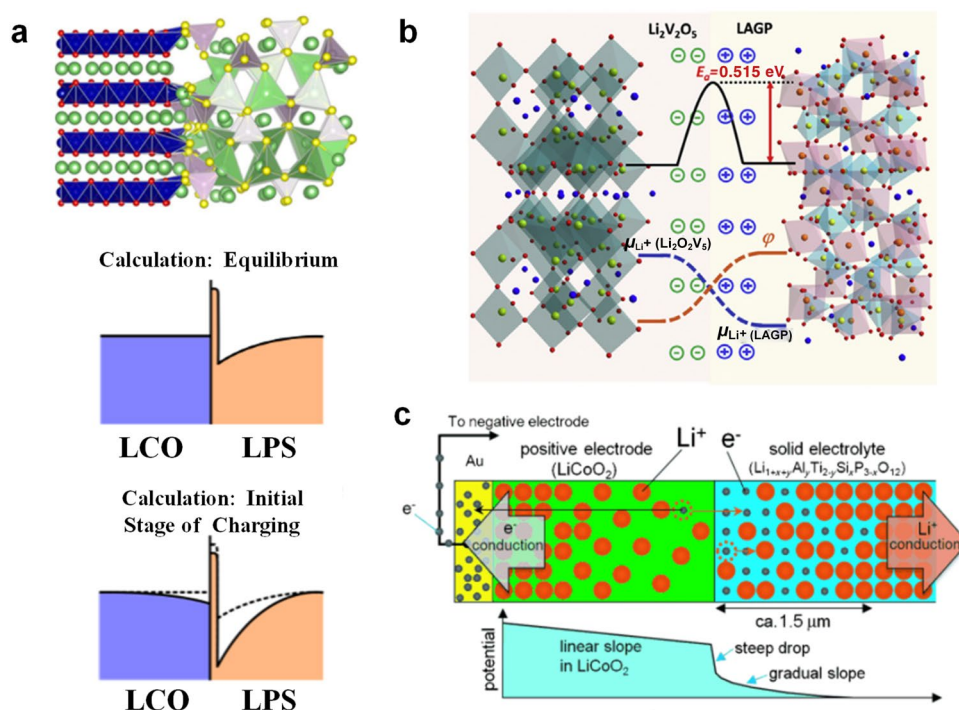 a
Calculation: Equilibrium
LCO LPS
Calculation: Initial
Stage of Charging
LCO LPS
b
Li₂V₂O₅ LAGP
Eₐ=0.515 eV
μLi⁺ (Li₂O₂V₅)
φ
μLi⁺ (LAGP)
c
To negative electrode
Au
positive electrode
(LiCoO₂)
Li⁺ e⁻
solid electrolyte
(Li₁₊ₓ₊yAlyTi₂₋ySiₓP₃₋ₓO₁₂)
e⁻
e⁻
conduction
Li⁺
conduction
ca.1.5 μm
potential
linear slope
in LiCoO₂
steep drop
gradual slope